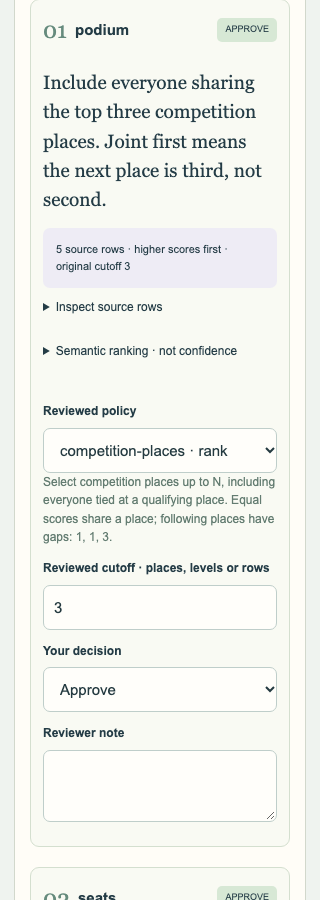 01 podium
APPROVE
Include everyone sharing
the top three competition
places. Joint first means
the next place is third, not
second.
5 source rows · higher scores first ·
original cutoff 3
Inspect source rows
Semantic ranking · not confidence
Reviewed policy
competition-places · rank
Select competition places up to N, including
everyone tied at a qualifying place. Equal
scores share a place; following places have
gaps: 1, 1, 3.
Reviewed cutoff · places, levels or rows
3
Your decision
Approve
Reviewer note
02 seats
APPROVE